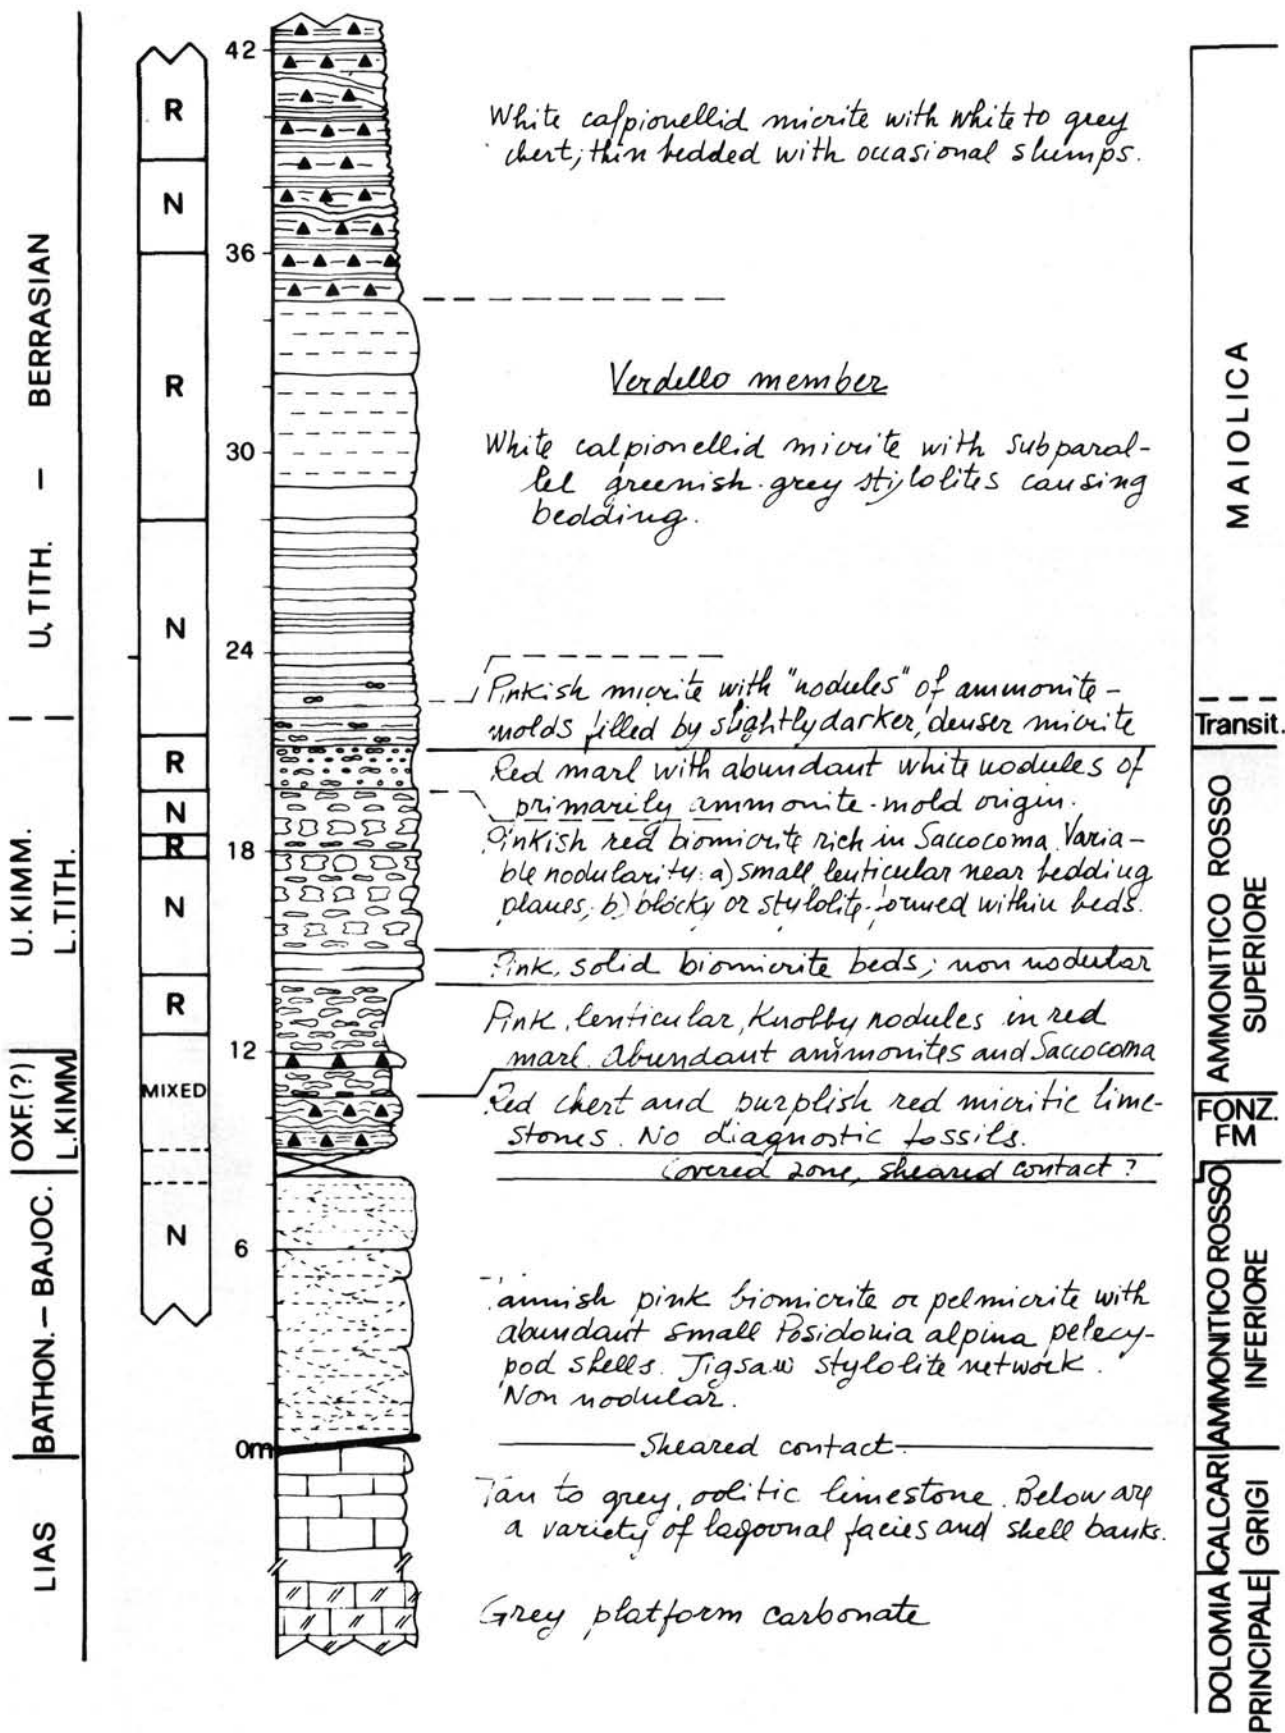 BERRASIAN
—
U. TITH.
U. KIMM.
L. TITH.
OXF.(?)
L. KIMM
BATHON. — BAJOC.
LIAS
R
N
R
N
R
N
R
N
R
MIXED
N
42
36
30
24
18
12
6
0m
White calpionellid micrite with white to grey
chert; thin bedded with occasional slumps.
Verdello member
White calpionellid micrite with subparal-
lel greenish-grey stylolites causing
bedding.
Pinkish micrite with "nodules" of ammonite-
molds filled by slightly darker, denser micrite
Red marl with abundant white nodules of
primarily ammonite-mold origin.
Pinkish red biomicrite rich in Saccocoma. Varia-
ble nodularity: a) small lenticular near bedding
planes; b) blocky or stylolite-formed within beds.
Pink, solid biomicrite beds; non nodular
Pink, lenticular, knobby nodules in red
marl. Abundant ammonites and Saccocoma
Red chert and purplish red micritic lime-
stones. No diagnostic fossils.
Covered zone, sheared contact?
pink biomicrite or pelmicrite with
abundant small Posidonia alpina pelecy-
pod shells. Jigsaw stylolite network.
Non nodular.
Sheared contact
Tan to grey, oolitic limestone. Below are
a variety of lagoonal facies and shell banks.
Grey platform carbonate
MAIOLICA
Transit.
AMMONITICO ROSSO
SUPERIORE
FONZ.
FM
AMMONITICO ROSSO
INFERIORE
CALCARI
GRIGI
DOLOMIA
PRINCIPALE